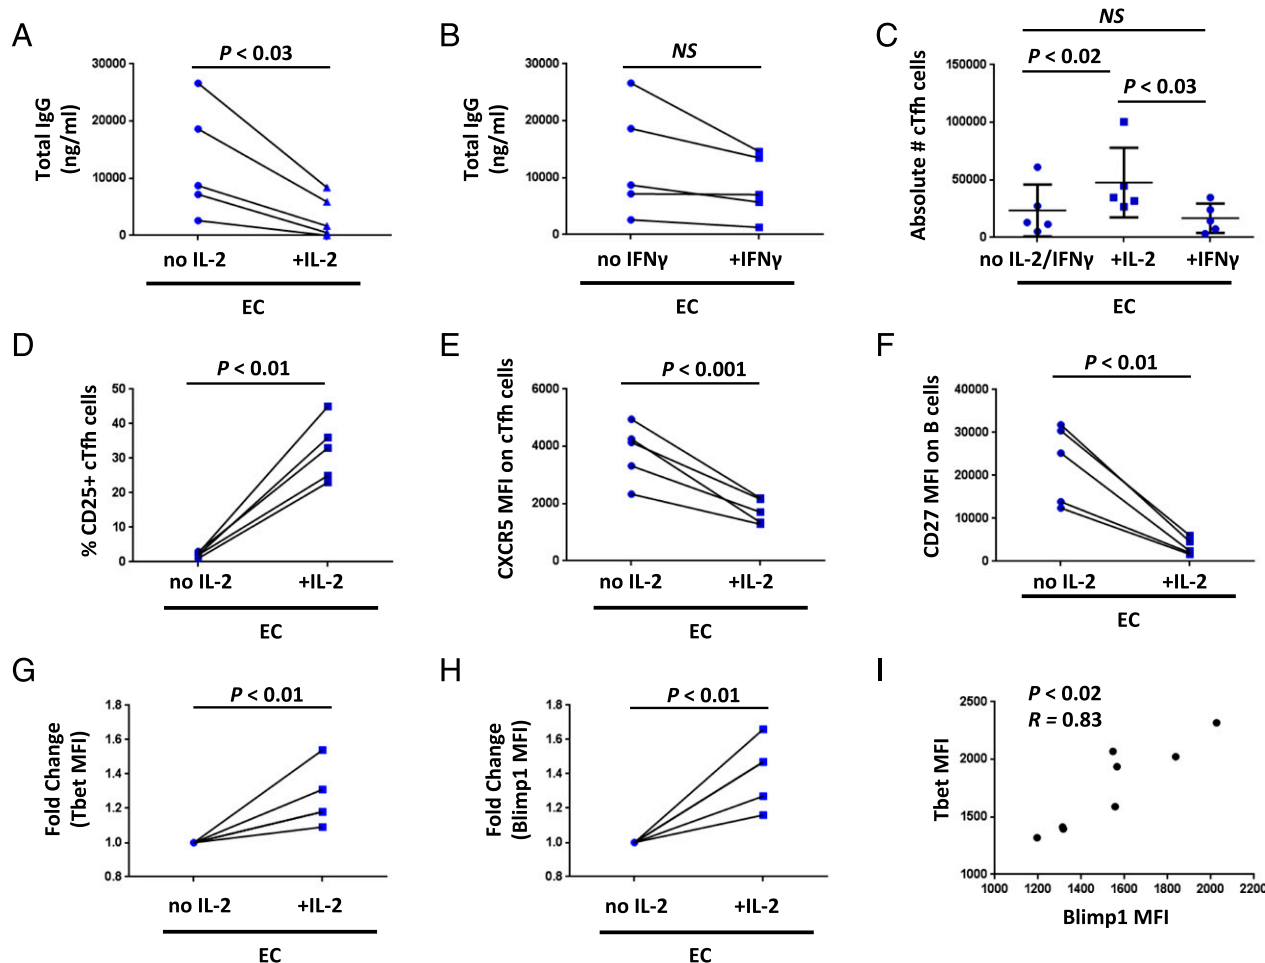 A
P < 0.03
Total IgG
(ng/ml)
30000
20000
10000
0
no IL-2
+IL-2
EC
B
NS
Total IgG
(ng/ml)
30000
20000
10000
0
no IFNγ
+IFNγ
EC
C
NS
P < 0.02
P < 0.03
Absolute # cTfh cells
150000
100000
50000
0
no IL-2/IFNγ
+IL-2
+IFNγ
EC
D
P < 0.01
% CD25+ cTfh cells
50
40
30
20
10
0
no IL-2
+IL-2
EC
E
P < 0.001
CXCR5 MFI on cTfh cells
6000
4000
2000
0
no IL-2
+IL-2
EC
F
P < 0.01
CD27 MFI on B cells
40000
30000
20000
10000
0
no IL-2
+IL-2
EC
G
P < 0.01
Fold Change
(Tbet MFI)
1.8
1.6
1.4
1.2
1.0
0.8
no IL-2
+IL-2
EC
H
P < 0.01
Fold Change
(Blimp1 MFI)
1.8
1.6
1.4
1.2
1.0
0.8
no IL-2
+IL-2
EC
I
P < 0.02
R = 0.83
Tbet MFI
2500
2000
1500
1000
1000 1200 1400 1600 1800 2000 2200
Blimp1 MFI